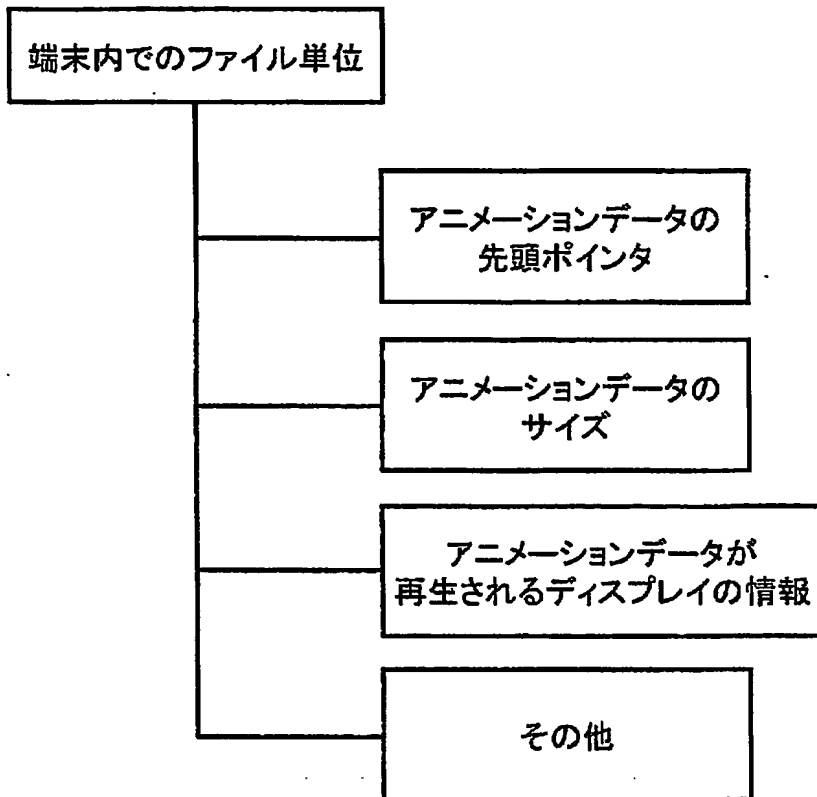 端末内でのファイル単位
アニメーションデータの
先頭ポインタ
アニメーションデータの
サイズ
アニメーションデータが
再生されるディスプレイの情報
その他